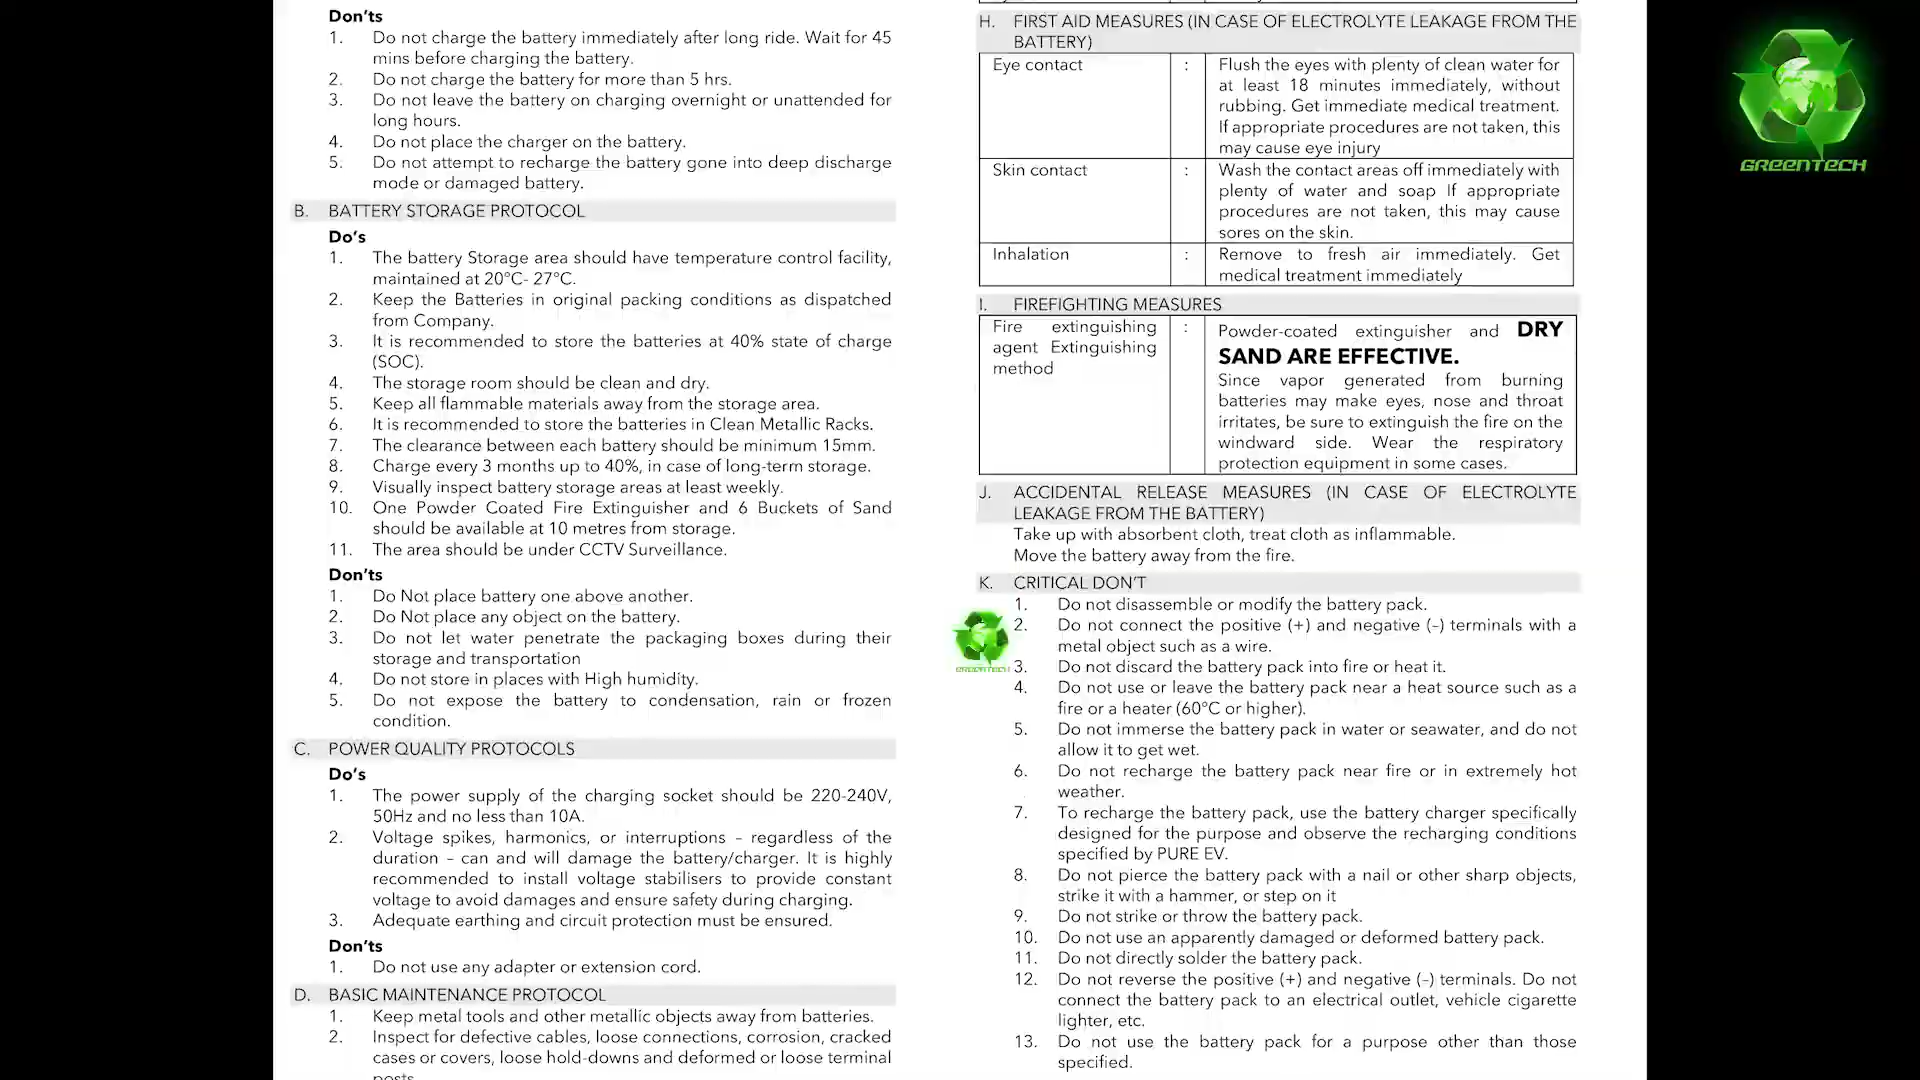 Don'ts
1. Do not charge the battery immediately after long ride. Wait for 45
mins before charging the battery.
2. Do not charge the battery for more than 5 hrs.
3. Do not leave the battery on charging overnight or unattended for
long hours.
4. Do not place the charger on the battery.
5. Do not attempt to recharge the battery gone into deep discharge
mode or damaged battery.
B. BATTERY STORAGE PROTOCOL
Do's
1. The battery Storage area should have temperature control facility,
maintained at 20°C- 27°C.
2. Keep the Batteries in original packing conditions as dispatched
from Company.
3. It is recommended to store the batteries at 40% state of charge
(SOC).
4. The storage room should be clean and dry.
5. Keep all flammable materials away from the storage area.
6. It is recommended to store the batteries in Clean Metallic Racks.
7. The clearance between each battery should be minimum 15mm.
8. Charge every 3 months up to 40%, in case of long-term storage.
9. Visually inspect battery storage areas at least weekly.
10. One Powder Coated Fire Extinguisher and 6 Buckets of Sand
should be available at 10 metres from storage.
11. The area should be under CCTV Surveillance.
Don'ts
1. Do Not place battery one above another.
2. Do Not place any object on the battery.
3. Do not let water penetrate the packaging boxes during their
storage and transportation
4. Do not store in places with High humidity.
5. Do not expose the battery to condensation, rain or frozen
condition.
C. POWER QUALITY PROTOCOLS
Do's
1. The power supply of the charging socket should be 220-240V,
50Hz and no less than 10A.
2. Voltage spikes, harmonics, or interruptions – regardless of the
duration – can and will damage the battery/charger. It is highly
recommended to install voltage stabilisers to provide constant
voltage to avoid damages and ensure safety during charging.
3. Adequate earthing and circuit protection must be ensured.
Don'ts
1. Do not use any adapter or extension cord.
D. BASIC MAINTENANCE PROTOCOL
1. Keep metal tools and other metallic objects away from batteries.
2. Inspect for defective cables, loose connections, corrosion, cracked
cases or covers, loose hold-downs and deformed or loose terminal
posts.
H. FIRST AID MEASURES (IN CASE OF ELECTROLYTE LEAKAGE FROM THE
BATTERY)
Eye contact : Flush the eyes with plenty of clean water for
at least 18 minutes immediately, without
rubbing. Get immediate medical treatment.
If appropriate procedures are not taken, this
may cause eye injury
Skin contact : Wash the contact areas off immediately with
plenty of water and soap If appropriate
procedures are not taken, this may cause
sores on the skin.
Inhalation : Remove to fresh air immediately. Get
medical treatment immediately
I. FIREFIGHTING MEASURES
Fire extinguishing : Powder-coated extinguisher and DRY
agent Extinguishing SAND ARE EFFECTIVE.
method
Since vapor generated from burning
batteries may make eyes, nose and throat
irritates, be sure to extinguish the fire on the
windward side. Wear the respiratory
protection equipment in some cases.
J. ACCIDENTAL RELEASE MEASURES (IN CASE OF ELECTROLYTE
LEAKAGE FROM THE BATTERY)
Take up with absorbent cloth, treat cloth as inflammable.
Move the battery away from the fire.
K. CRITICAL DON'T
1. Do not disassemble or modify the battery pack.
2. Do not connect the positive (+) and negative (–) terminals with a
metal object such as a wire.
3. Do not discard the battery pack into fire or heat it.
4. Do not use or leave the battery pack near a heat source such as a
fire or a heater (60°C or higher).
5. Do not immerse the battery pack in water or seawater, and do not
allow it to get wet.
6. Do not recharge the battery pack near fire or in extremely hot
weather.
7. To recharge the battery pack, use the battery charger specifically
designed for the purpose and observe the recharging conditions
specified by PURE EV.
8. Do not pierce the battery pack with a nail or other sharp objects,
strike it with a hammer, or step on it
9. Do not strike or throw the battery pack.
10. Do not use an apparently damaged or deformed battery pack.
11. Do not directly solder the battery pack.
12. Do not reverse the positive (+) and negative (–) terminals. Do not
connect the battery pack to an electrical outlet, vehicle cigarette
lighter, etc.
13. Do not use the battery pack for a purpose other than those
specified.
GREENTECH
GREENTECH